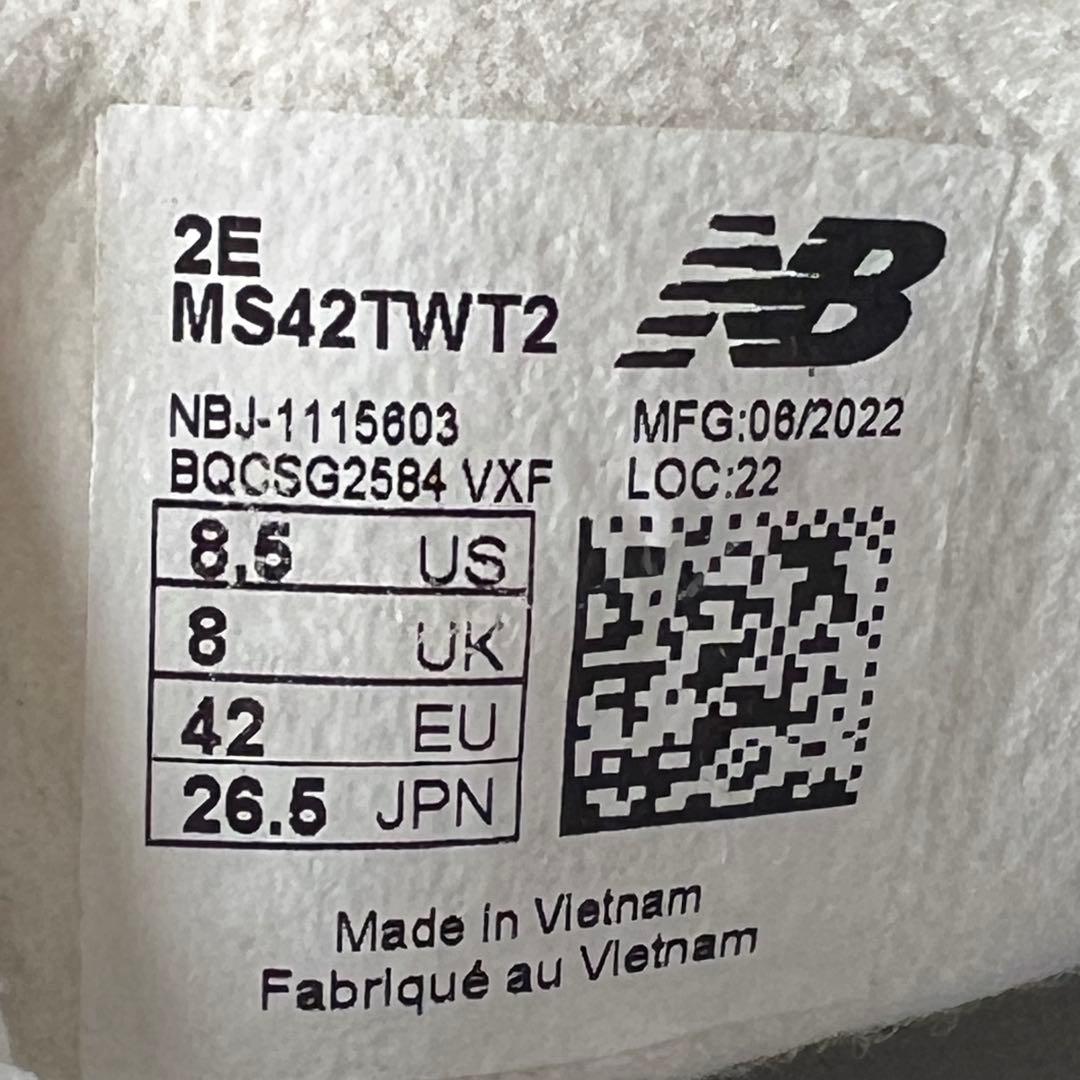 2E
MS42TWT2
NB
NBJ-1115603
MFG:06/2022
BQCSG2584 VXF
LOC:22
8.5 US
8 UK
42 EU
26.5 JPN
Made in Vietnam
Fabriqué au Vietnam